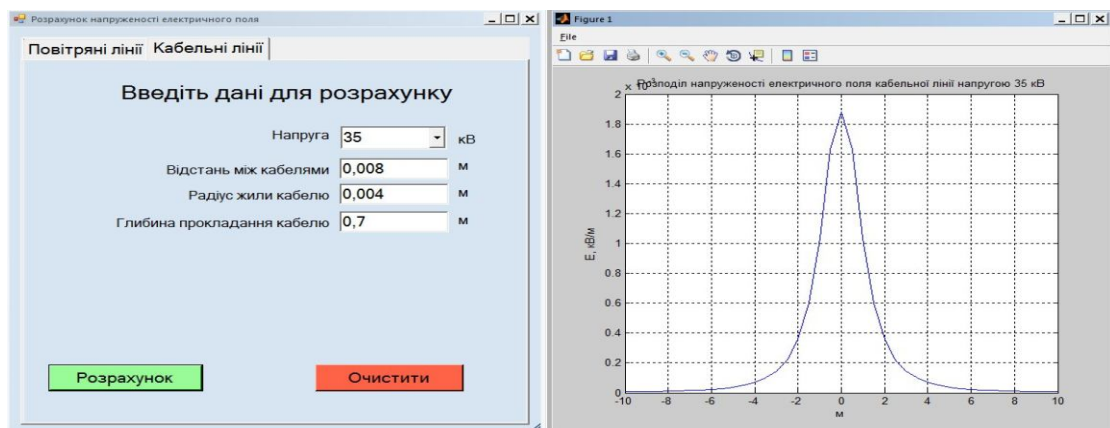 Розрахунок напруженості електричного поля
Повітряні лінії Кабельні лінії
Введіть дані для розрахунку
Напруга 35 кВ
Відстань між кабелями 0,008 м
Радіус жили кабелю 0,004 м
Глибина прокладання кабелю 0,7 м
Розрахунок Очистити
Figure 1
File
x 10⁻³
Розподіл напруженості електричного поля кабельної лінії напругою 35 кВ
2
1.8
1.6
1.4
1.2
1
0.8
0.6
0.4
0.2
0
E, кВ/м
-10 -8 -6 -4 -2 0 2 4 6 8 10
м